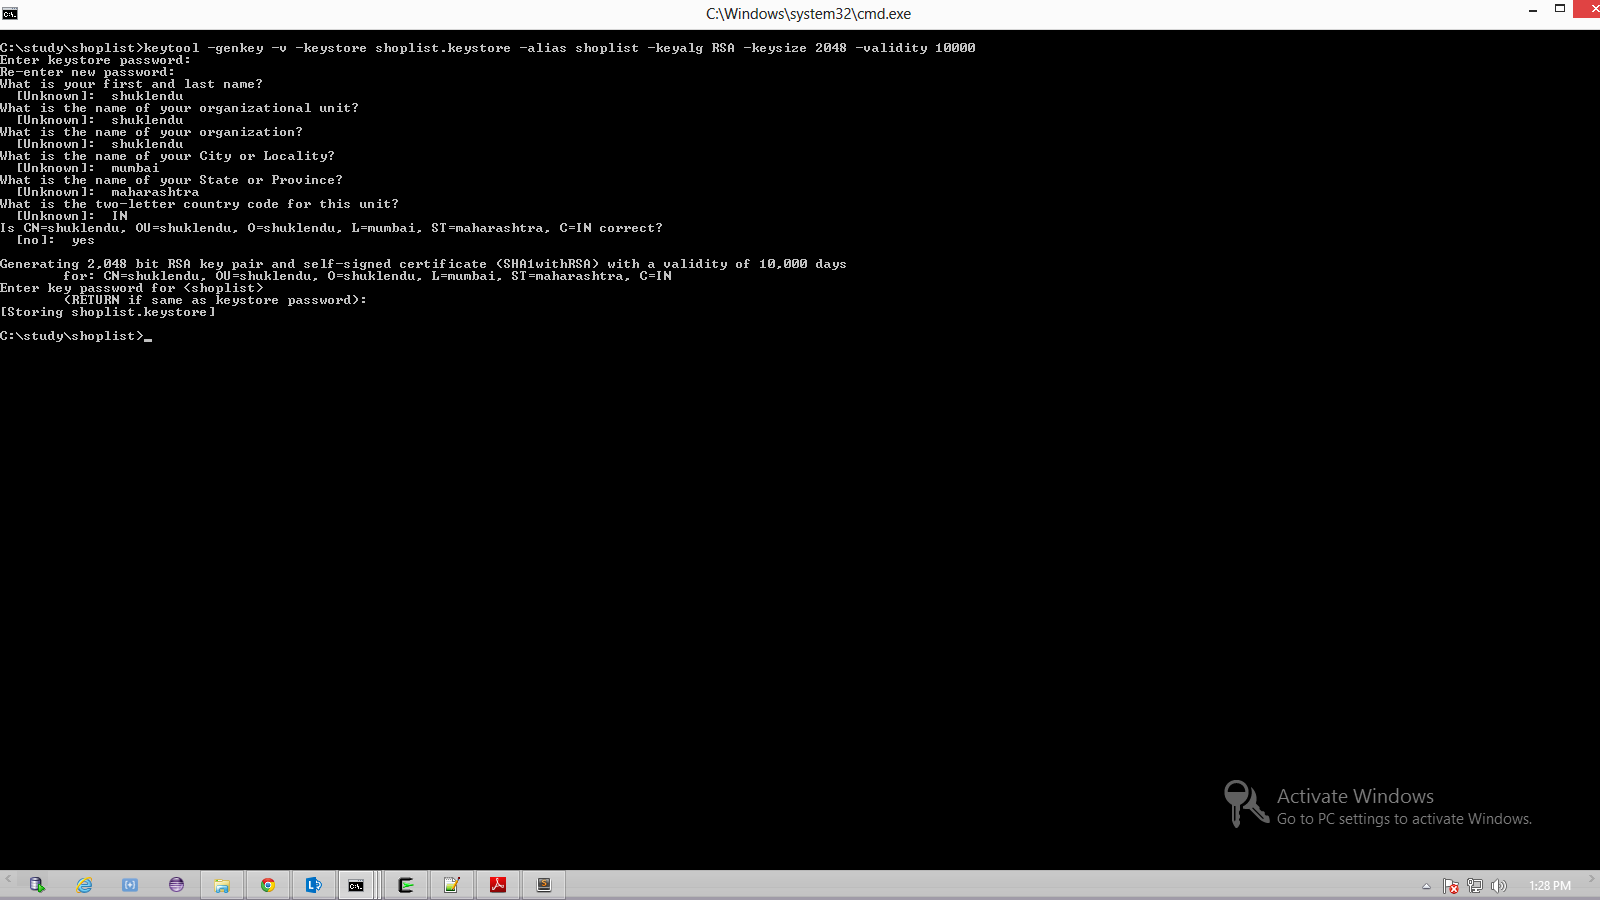 C:\Windows\system32\cmd.exe
C:\study\shoplist>keytool -genkey -v -keystore shoplist.keystore -alias shoplist -keyalg RSA -keysize 2048 -validity 10000
Enter keystore password:
Re-enter new password:
What is your first and last name?
[Unknown]:  shuklendu
What is the name of your organizational unit?
[Unknown]:  shuklendu
What is the name of your organization?
[Unknown]:  shuklendu
What is the name of your City or Locality?
[Unknown]:  mumbai
What is the name of your State or Province?
[Unknown]:  maharashtra
What is the two-letter country code for this unit?
[Unknown]:  IN
Is CN=shuklendu, OU=shuklendu, O=shuklendu, L=mumbai, ST=maharashtra, C=IN correct?
[no]:  yes
Generating 2,048 bit RSA key pair and self-signed certificate (SHA1withRSA) with a validity of 10,000 days
for: CN=shuklendu, OU=shuklendu, O=shuklendu, L=mumbai, ST=maharashtra, C=IN
Enter key password for <shoplist>
(RETURN if same as keystore password):
[Storing shoplist.keystore]
C:\study\shoplist>_
Activate Windows
Go to PC settings to activate Windows.
1:28 PM